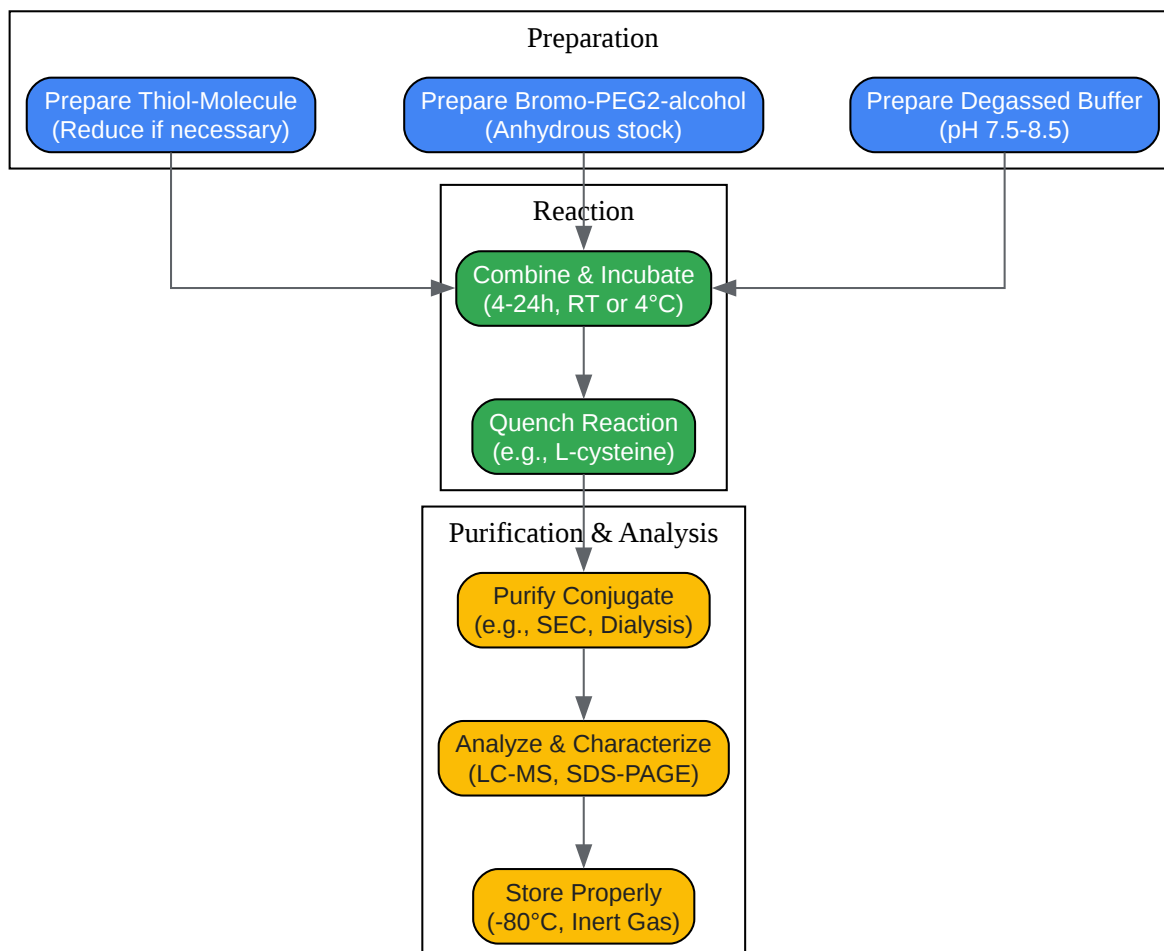 Preparation
Prepare Thiol-Molecule
(Reduce if necessary)
Prepare Bromo-PEG2-alcohol
(Anhydrous stock)
Prepare Degassed Buffer
(pH 7.5-8.5)
Reaction
Combine & Incubate
(4-24h, RT or 4°C)
Quench Reaction
(e.g., L-cysteine)
Purification & Analysis
Purify Conjugate
(e.g., SEC, Dialysis)
Analyze & Characterize
(LC-MS, SDS-PAGE)
Store Properly
(-80°C, Inert Gas)